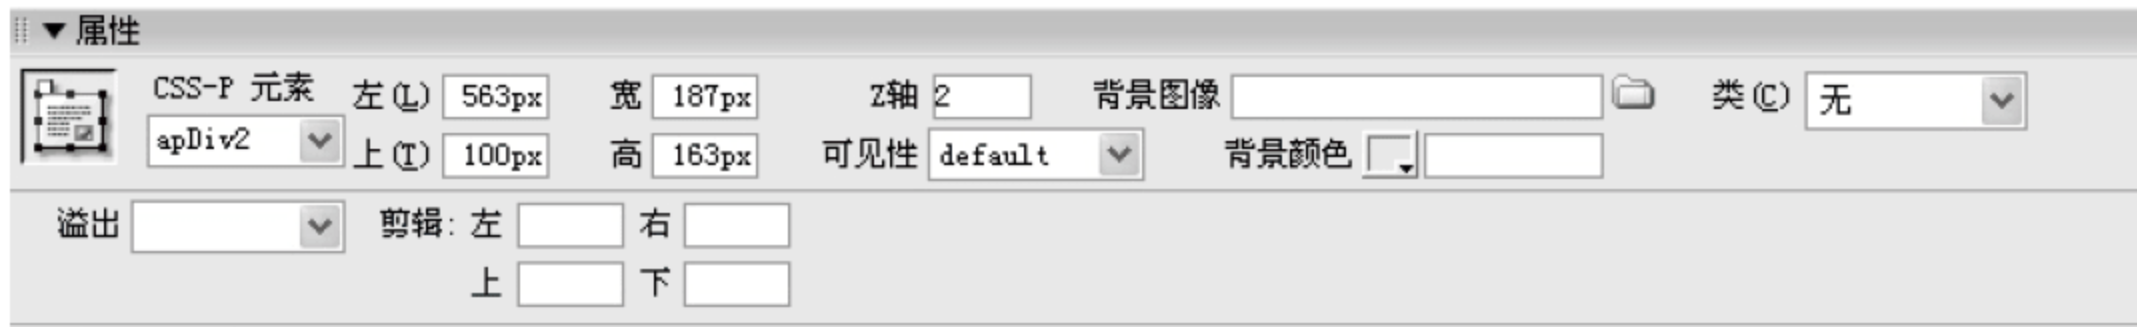 属性
CSS-P 元素 左(L) 563px 宽 187px Z轴 2 背景图像 类(C) 无
apDiv2 上(T) 100px 高 163px 可见性 default 背景颜色
溢出 剪辑: 左 右
上 下